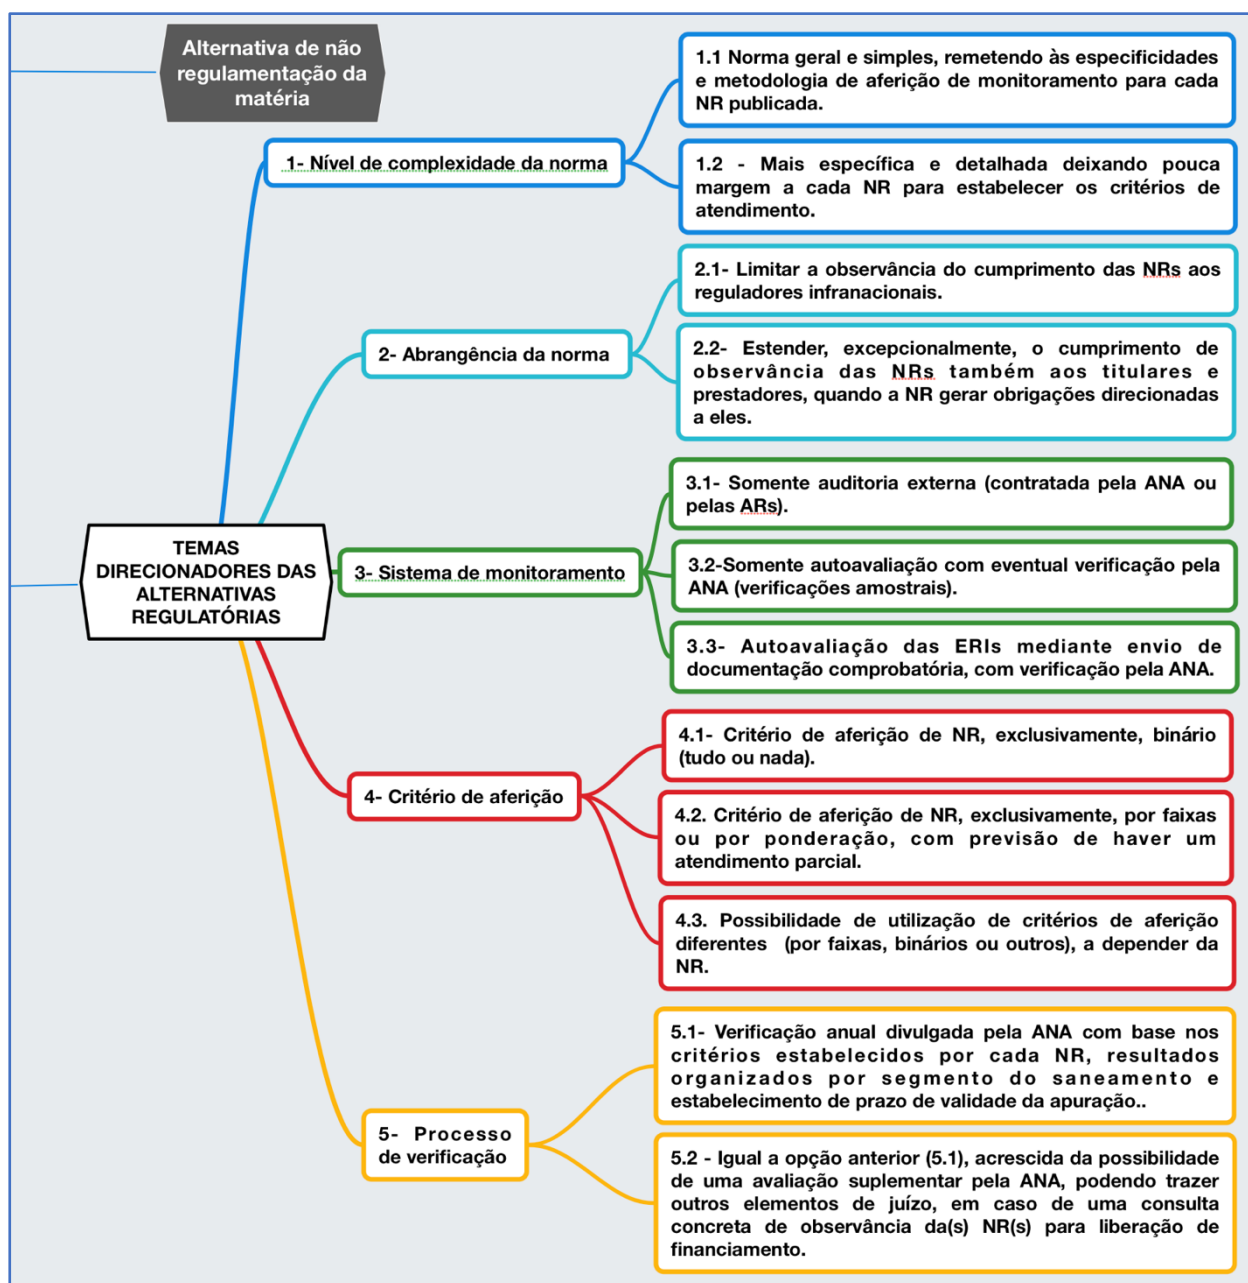 Alternativa de não
regulamentação da
matéria
1.1 Norma geral e simples, remetendo às especificidades
e metodologia de aferição de monitoramento para cada
NR publicada.
1- Nível de complexidade da norma
1.2 - Mais específica e detalhada deixando pouca
margem a cada NR para estabelecer os critérios de
atendimento.
2.1- Limitar a observância do cumprimento das NRs aos
reguladores infranacionais.
2- Abrangência da norma
2.2- Estender, excepcionalmente, o cumprimento de
observância das NRs também aos titulares e
prestadores, quando a NR gerar obrigações direcionadas
a eles.
TEMAS
DIRECIONADORES DAS
ALTERNATIVAS
REGULATÓRIAS
3- Sistema de monitoramento
3.1- Somente auditoria externa (contratada pela ANA ou
pelas ARs).
3.2-Somente autoavaliação com eventual verificação pela
ANA (verificações amostrais).
3.3- Autoavaliação das ERIs mediante envio de
documentação comprobatória, com verificação pela ANA.
4- Critério de aferição
4.1- Critério de aferição de NR, exclusivamente, binário
(tudo ou nada).
4.2. Critério de aferição de NR, exclusivamente, por faixas
ou por ponderação, com previsão de haver um
atendimento parcial.
4.3. Possibilidade de utilização de critérios de aferição
diferentes (por faixas, binários ou outros), a depender da
NR.
5- Processo
de verificação
5.1- Verificação anual divulgada pela ANA com base nos
critérios estabelecidos por cada NR, resultados
organizados por segmento do saneamento e
estabelecimento de prazo de validade da apuração..
5.2 - Igual a opção anterior (5.1), acrescida da possibilidade
de uma avaliação suplementar pela ANA, podendo trazer
outros elementos de juízo, em caso de uma consulta
concreta de observância da(s) NR(s) para liberação de
financiamento.